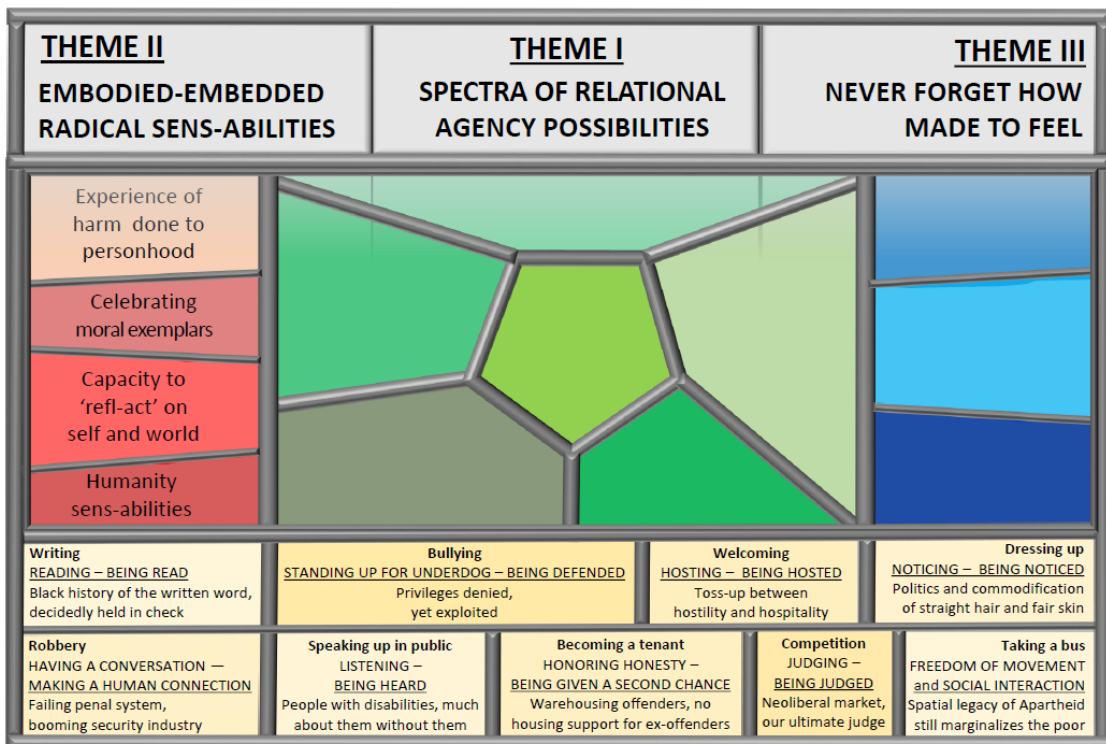 THEME II
EMBODIED-EMBEDDED
RADICAL SENS-ABILITIES
THEME I
SPECTRA OF RELATIONAL
AGENCY POSSIBILITIES
THEME III
NEVER FORGET HOW
MADE TO FEEL
Experience of
harm done to
personhood
Celebrating
moral exemplars
Capacity to
‘refl-act’ on
self and world
Humanity
sens-abilities
Writing
READING – BEING READ
Black history of the written word,
decidedly held in check
Bullying
STANDING UP FOR UNDERDOG – BEING DEFENDED
Privileges denied,
yet exploited
Welcoming
HOSTING – BEING HOSTED
Toss-up between
hostility and hospitality
Dressing up
NOTICING – BEING NOTICED
Politics and commodification
of straight hair and fair skin
Robbery
HAVING A CONVERSATION —
MAKING A HUMAN CONNECTION
Failing penal system,
booming security industry
Speaking up in public
LISTENING –
BEING HEARD
People with disabilities, much
about them without them
Becoming a tenant
HONORING HONESTY –
BEING GIVEN A SECOND CHANCE
Warehousing offenders, no
housing support for ex-offenders
Competition
JUDGING –
BEING JUDGED
Neoliberal market,
our ultimate judge
Taking a bus
FREEDOM OF MOVEMENT
and SOCIAL INTERACTION
Spatial legacy of Apartheid
still marginalizes the poor